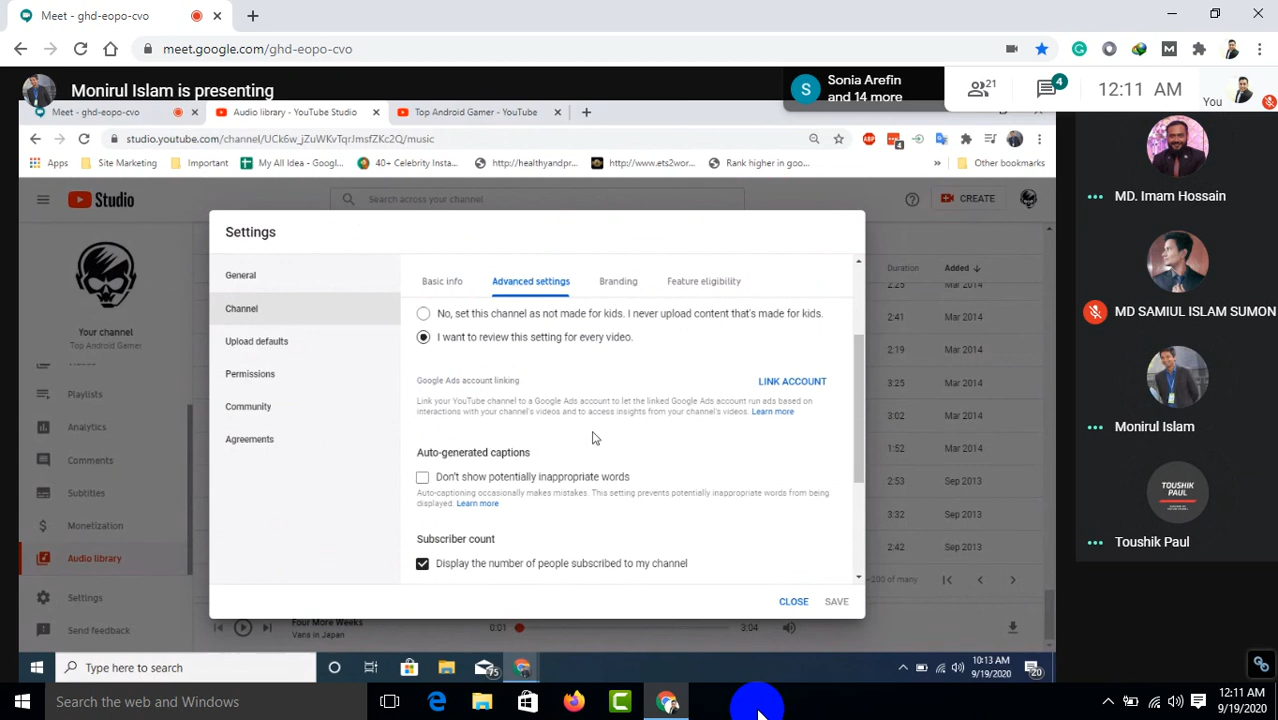 Meet - ghd-eopo-cvo
meet.google.com/ghd-eopo-cvo
Monirul Islam is presenting
S
Sonia Arefin
and 14 more
21
4
12:11 AM
You
Meet - ghd-eopo-cvo
Audio library - YouTube Studio
Top Android Gamer - YouTube
studio.youtube.com/channel/UCk6w_jZuWKvTqrJmsfZKc2Q/music
ABP
4
Apps
Site Marketing
Important
My All Idea - Googl...
40+ Celebrity Insta...
http://healthyandpr...
http://www.ets2wor...
Rank higher in goo...
Other bookmarks
Studio
Search across your channel
CREATE
Your channel
Top Android Gamer
Playlists
Analytics
Comments
Subtitles
Monetization
Audio library
Settings
Send feedback
Settings
General
Channel
Upload defaults
Permissions
Community
Agreements
Basic info
Advanced settings
Branding
Feature eligibility
No, set this channel as not made for kids. I never upload content that's made for kids.
I want to review this setting for every video.
Google Ads account linking
LINK ACCOUNT
Link your YouTube channel to a Google Ads account to let the linked Google Ads account run ads based on
interactions with your channel's videos and to access insights from your channel's videos. Learn more
Auto-generated captions
Don't show potentially inappropriate words
Auto-captioning occasionally makes mistakes. This setting prevents potentially inappropriate words from being
displayed. Learn more
Subscriber count
Display the number of people subscribed to my channel
CLOSE
SAVE
Duration
Added
2:25
Mar 2014
2:41
Mar 2014
2:19
Mar 2014
3:25
Mar 2014
3:02
Mar 2014
1:52
Mar 2014
2:53
Sep 2013
3:32
Sep 2013
2:42
Sep 2013
of many
Four More Weeks
Vans in Japan
0:01
3:04
Type here to search
75
10:13 AM
9/19/2020
20
MD. Imam Hossain
MD SAMIUL ISLAM SUMON
Monirul Islam
TOUSHIK
PAUL
Toushik Paul
Search the web and Windows
12:11 AM
9/19/2020